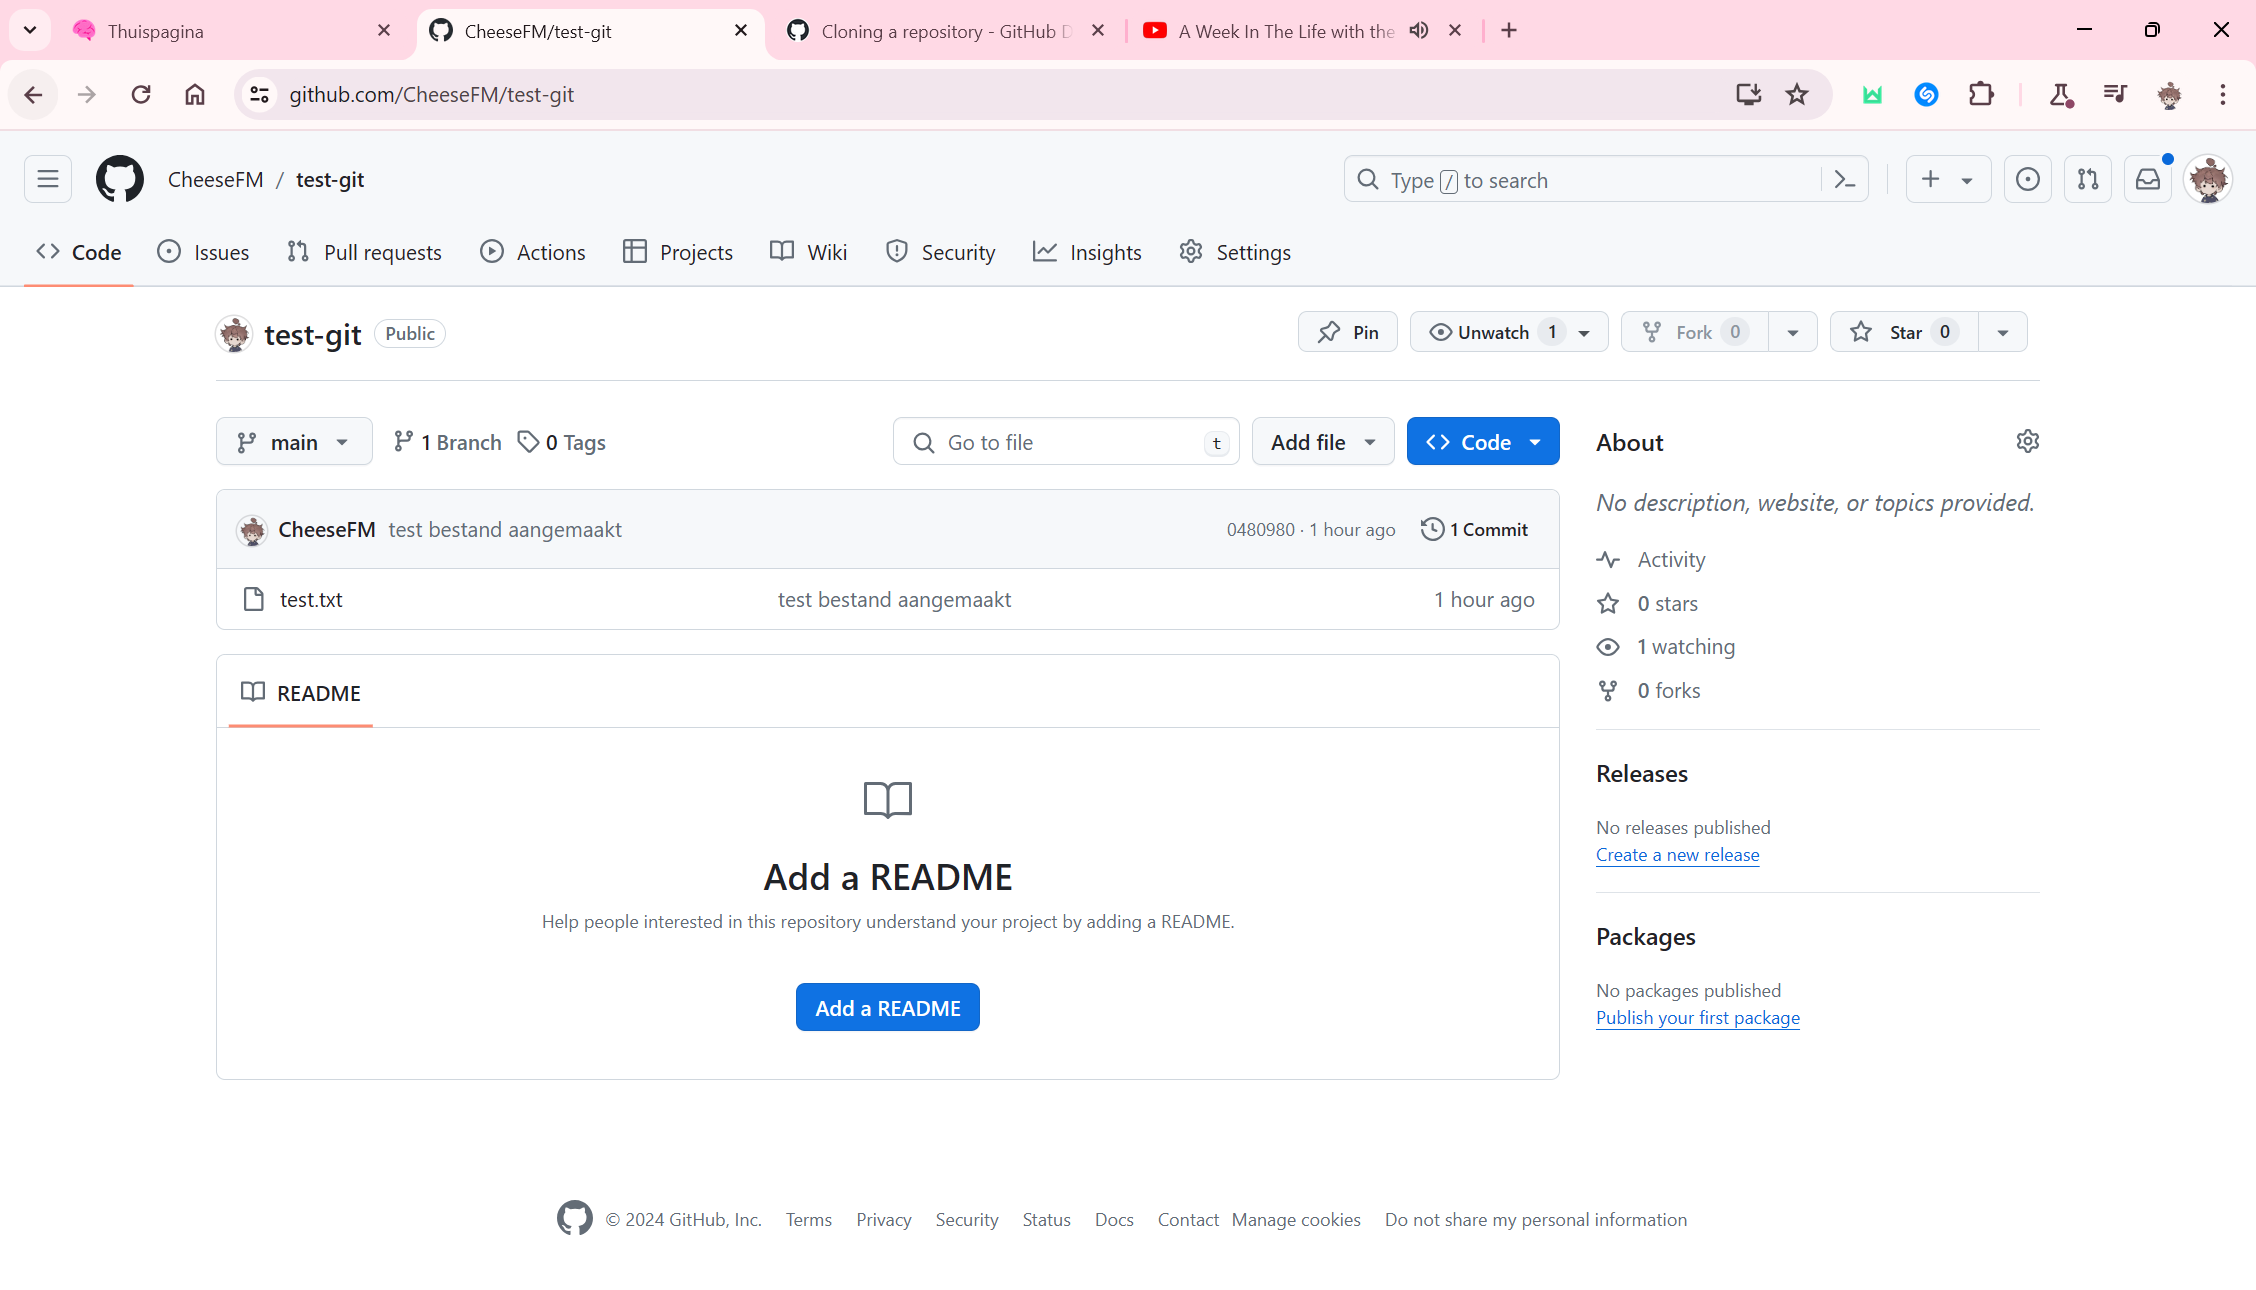 Thuispagina
CheeseFM/test-git
Cloning a repository - GitHub D
A Week In The Life with the
github.com/CheeseFM/test-git
CheeseFM / test-git
Type / to search
Code
Issues
Pull requests
Actions
Projects
Wiki
Security
Insights
Settings
test-git Public
Pin
Unwatch 1
Fork 0
Star 0
main
1 Branch
0 Tags
Go to file t
Add file
Code
CheeseFM test bestand aangemaakt 0480980 · 1 hour ago 1 Commit
test.txt test bestand aangemaakt 1 hour ago
README
Add a README
Help people interested in this repository understand your project by adding a README.
Add a README
About
No description, website, or topics provided.
Activity
0 stars
1 watching
0 forks
Releases
No releases published
Create a new release
Packages
No packages published
Publish your first package
© 2024 GitHub, Inc. Terms Privacy Security Status Docs Contact Manage cookies Do not share my personal information